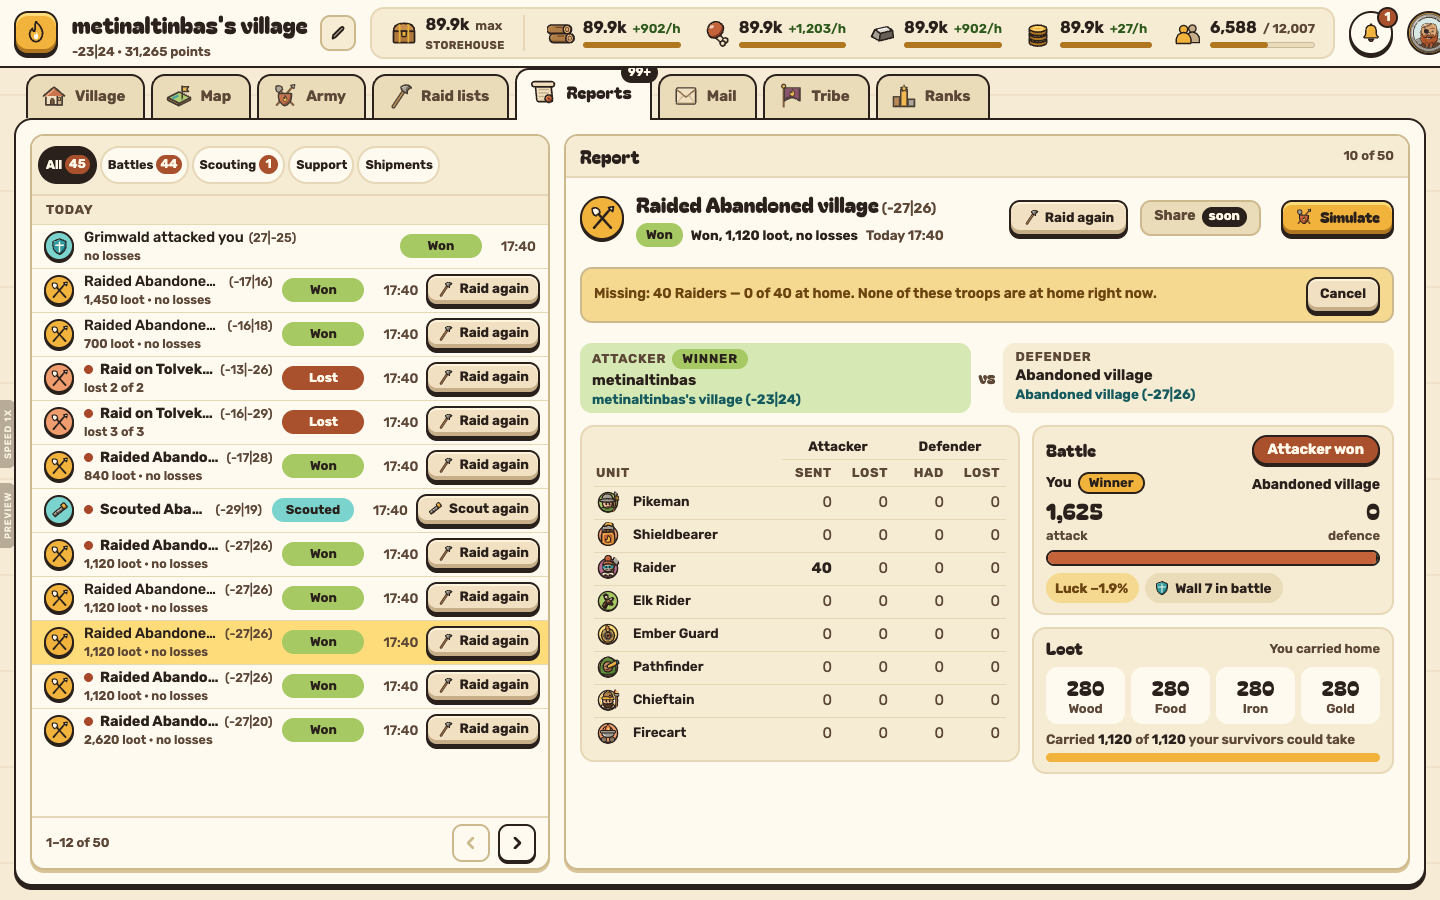 metinaltinbas's village
-23|24 • 31,265 points
89.9k max
STOREHOUSE
89.9k +902/h
89.9k +1,203/h
89.9k +902/h
89.9k +27/h
6,588 / 12,007
1
Village
Map
Army
Raid lists
Reports
99+
Mail
Tribe
Ranks
All 45
Battles 44
Scouting 1
Support
Shipments
TODAY
Grimwald attacked you (27|-25)
no losses
Won
17:40
Raided Abandone... (-17|16)
1,450 loot • no losses
Won
17:40
Raid again
Raided Abandone... (-16|18)
700 loot • no losses
Won
17:40
Raid again
Raid on Tolvek... (-13|-26)
lost 2 of 2
Lost
17:40
Raid again
Raid on Tolvek... (-16|-29)
lost 3 of 3
Lost
17:40
Raid again
Raided Abando... (-17|28)
840 loot • no losses
Won
17:40
Raid again
Scouted Aba... (-29|19)
Scouted
17:40
Scout again
Raided Abando... (-27|26)
1,120 loot • no losses
Won
17:40
Raid again
Raided Abandone... (-27|26)
1,120 loot • no losses
Won
17:40
Raid again
Raided Abandone... (-27|26)
1,120 loot • no losses
Won
17:40
Raid again
Raided Abando... (-27|26)
1,120 loot • no losses
Won
17:40
Raid again
Raided Abando... (-27|20)
2,620 loot • no losses
Won
17:40
Raid again
1–12 of 50
SPEED 1X
PREVIEW
Report
10 of 50
Raided Abandoned village (-27|26)
Won Won, 1,120 loot, no losses Today 17:40
Raid again
Share soon
Simulate
Missing: 40 Raiders — 0 of 40 at home. None of these troops are at home right now.
Cancel
ATTACKER WINNER
metinaltinbas
metinaltinbas's village (-23|24)
vs
DEFENDER
Abandoned village
Abandoned village (-27|26)
Attacker Defender
UNIT SENT LOST HAD LOST
Pikeman 0 0 0 0
Shieldbearer 0 0 0 0
Raider 40 0 0 0
Elk Rider 0 0 0 0
Ember Guard 0 0 0 0
Pathfinder 0 0 0 0
Chieftain 0 0 0 0
Firecart 0 0 0 0
Battle
Attacker won
You Winner
Abandoned village
1,625 0
attack defence
Luck −1.9%
Wall 7 in battle
Loot
You carried home
280 280 280 280
Wood Food Iron Gold
Carried 1,120 of 1,120 your survivors could take